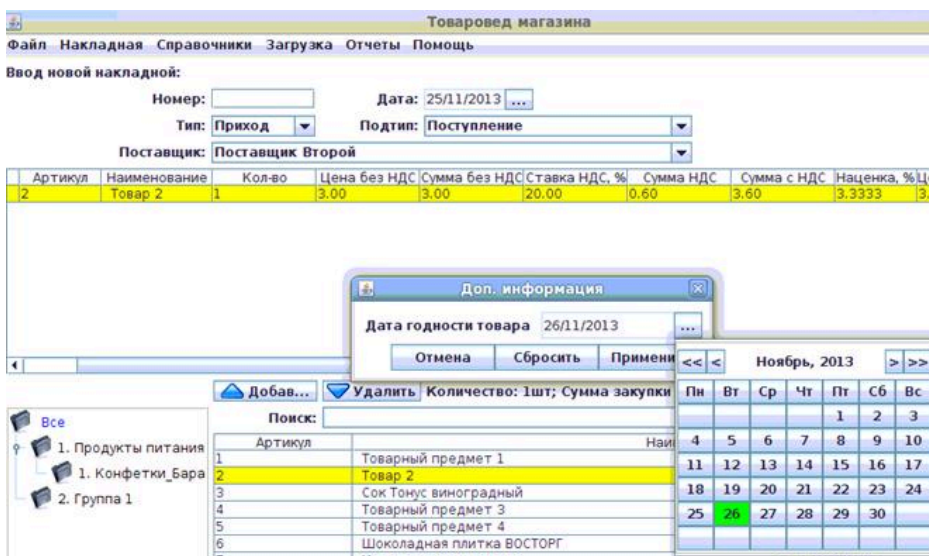 Товаровед магазина
Файл Накладная Справочники Загрузка Отчеты Помощь
Ввод новой накладной:
Номер: Дата: 25/11/2013 ...
Тип: Приход Подтип: Поступление
Поставщик: Поставщик Второй
Артикул Наименование Кол-во Цена без НДС Сумма без НДС Ставка НДС, % Сумма НДС Сумма с НДС Наценка, %
2 Товар 2 1 3.00 3.00 20.00 0.60 3.60 3.3333
Доп. информация
Дата годности товара 26/11/2013 ...
Отмена Сбросить Примени
<< < Ноябрь, 2013 > >>
Пн Вт Ср Чт Пт Сб Вс
1 2 3
4 5 6 7 8 9 10
11 12 13 14 15 16 17
18 19 20 21 22 23 24
25 26 27 28 29 30
Добав... Удалить Количество: 1шт; Сумма закупки
Поиск:
Все
1. Продукты питания
1. Конфетки_Бара
2. Группа 1
Артикул Наи
1 Товарный предмет 1
2 Товар 2
3 Сок Тонус виноградный
4 Товарный предмет 3
5 Товарный предмет 4
6 Шоколадная плитка ВОСТОРГ